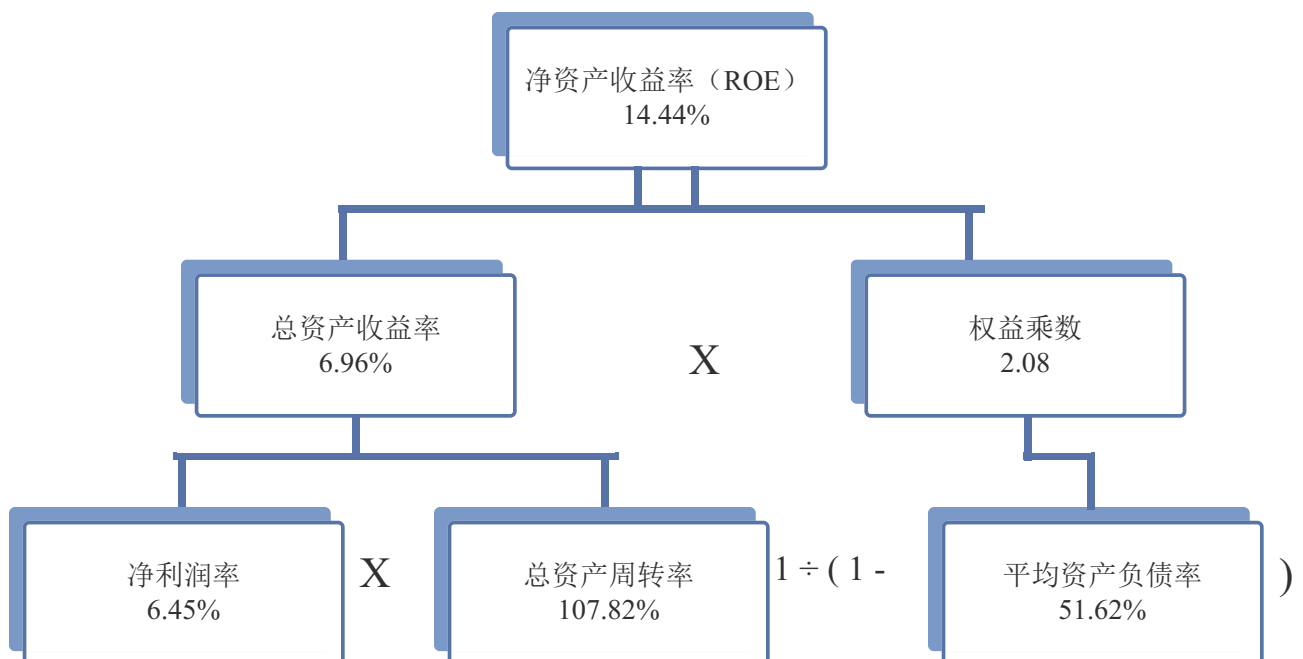 净资产收益率（ROE）
14.44%
总资产收益率
6.96%
X
权益乘数
2.08
净利润率
6.45%
X
总资产周转率
107.82%
1 ÷ ( 1 -
平均资产负债率
51.62%
)